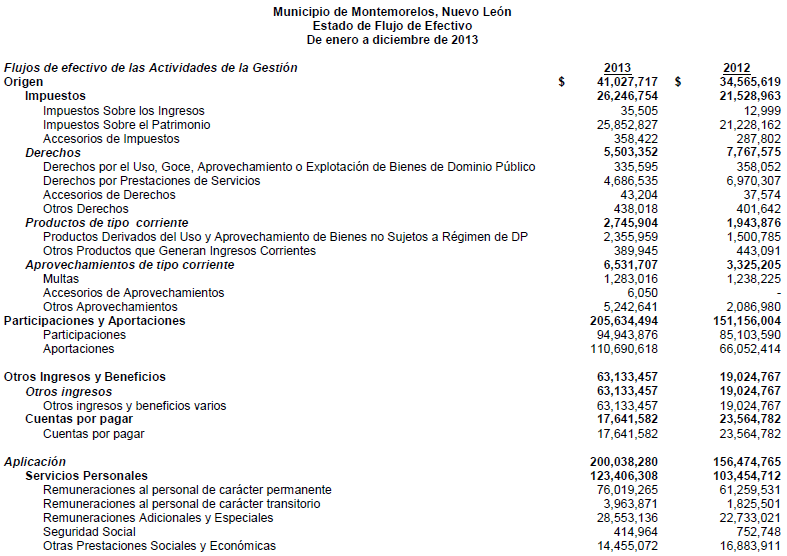 Municipio de Montemorelos, Nuevo León
Estado de Flujo de Efectivo
De enero a diciembre de 2013
Flujos de efectivo de las Actividades de la Gestión 2013 2012
Origen $ 41,027,717 $ 34,565,619
Impuestos 26,246,754 21,528,963
Impuestos Sobre los Ingresos 35,505 12,999
Impuestos Sobre el Patrimonio 25,852,827 21,228,162
Accesorios de Impuestos 358,422 287,802
Derechos 5,503,352 7,767,575
Derechos por el Uso, Goce, Aprovechamiento o Explotación de Bienes de Dominio Público 335,595 358,052
Derechos por Prestaciones de Servicios 4,686,535 6,970,307
Accesorios de Derechos 43,204 37,574
Otros Derechos 438,018 401,642
Productos de tipo corriente 2,745,904 1,943,876
Productos Derivados del Uso y Aprovechamiento de Bienes no Sujetos a Régimen de DP 2,355,959 1,500,785
Otros Productos que Generan Ingresos Corrientes 389,945 443,091
Aprovechamientos de tipo corriente 6,531,707 3,325,205
Multas 1,283,016 1,238,225
Accesorios de Aprovechamientos 6,050 -
Otros Aprovechamientos 5,242,641 2,086,980
Participaciones y Aportaciones 205,634,494 151,156,004
Participaciones 94,943,876 85,103,590
Aportaciones 110,690,618 66,052,414
Otros Ingresos y Beneficios 63,133,457 19,024,767
Otros ingresos 63,133,457 19,024,767
Otros ingresos y beneficios varios 63,133,457 19,024,767
Cuentas por pagar 17,641,582 23,564,782
Cuentas por pagar 17,641,582 23,564,782
Aplicación 200,038,280 156,474,765
Servicios Personales 123,406,308 103,454,712
Remuneraciones al personal de carácter permanente 76,019,265 61,259,531
Remuneraciones al personal de carácter transitorio 3,963,871 1,825,501
Remuneraciones Adicionales y Especiales 28,553,136 22,733,021
Seguridad Social 414,964 752,748
Otras Prestaciones Sociales y Económicas 14,455,072 16,883,911